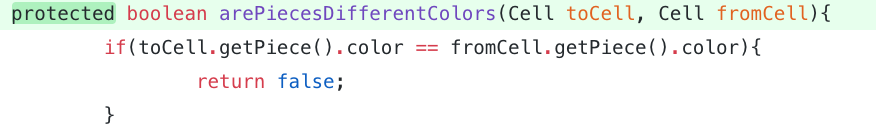 protected boolean arePiecesDifferentColors(Cell toCell, Cell fromCell){
if(toCell.getPiece().color == fromCell.getPiece().color){
return false;
}